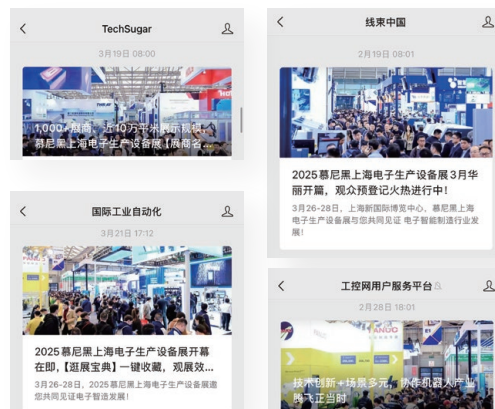 TechSugar
3月19日 08:00
1,000+展商，近10万平米展示规模，
慕尼黑上海电子生产设备展【展商名...
国际工业自动化
3月21日 17:12
2025慕尼黑上海电子生产设备展开幕
在即,【逛展宝典】一键收藏，观展效...
3月26-28日，2025慕尼黑上海电子生产设备展邀
您共同见证电子智造发展！
线束中国
2月19日 08:01
2025慕尼黑上海电子生产设备展3月华
丽开篇，观众预登记火热进行中！
3月26-28日，上海新国际博览中心，慕尼黑上海
电子生产设备展与您共同见证 电子智能制造行业发
展！
工控网用户服务平台
2月28日 18:01
FANUC
技术创新+场景多元，协作机器人产业
腾飞正当时